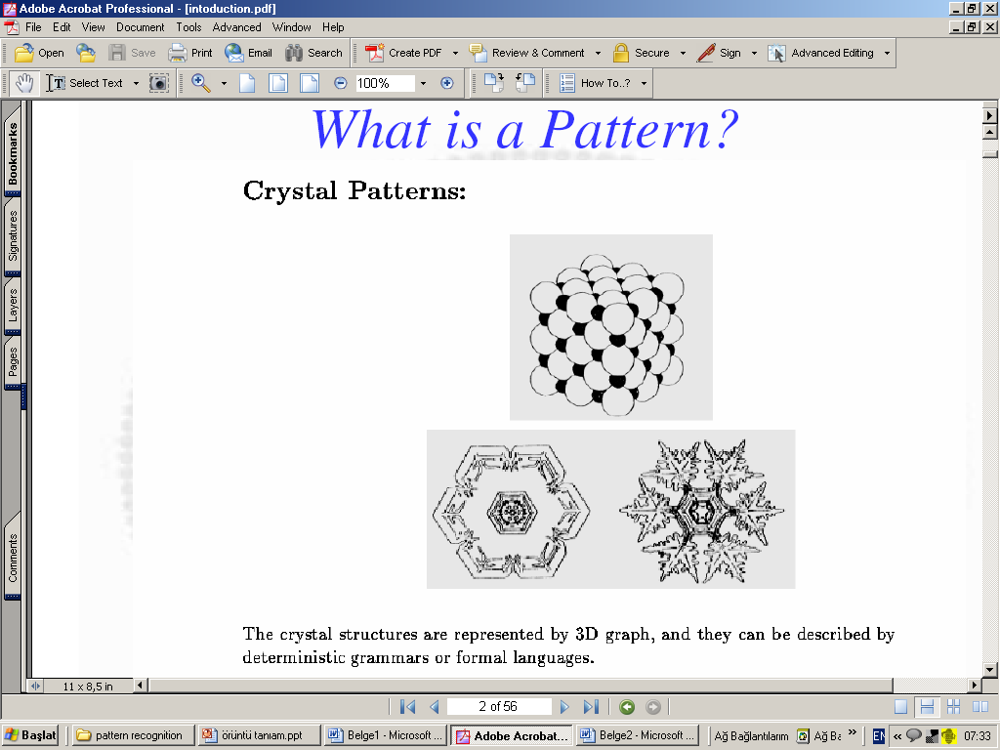 Adobe Acrobat Professional - [intoduction.pdf]
File Edit View Document Tools Advanced Window Help
Open Save Print Email Search Create PDF Review & Comment Secure Sign Advanced Editing
Select Text 100% How To..?
What is a Pattern?
Crystal Patterns:
Bookmarks
Signatures
Layers
Pages
Comments
The crystal structures are represented by 3D graph, and they can be described by
deterministic grammars or formal languages.
11 x 8,5 in
2 of 56
Başlat pattern recognition örüntü tanıam.ppt Belge1 - Microsoft ... Adobe Acrobat... Belge2 - Microsoft ... Ağ Bağlantılarım Ağ Ba » EN « 07:33